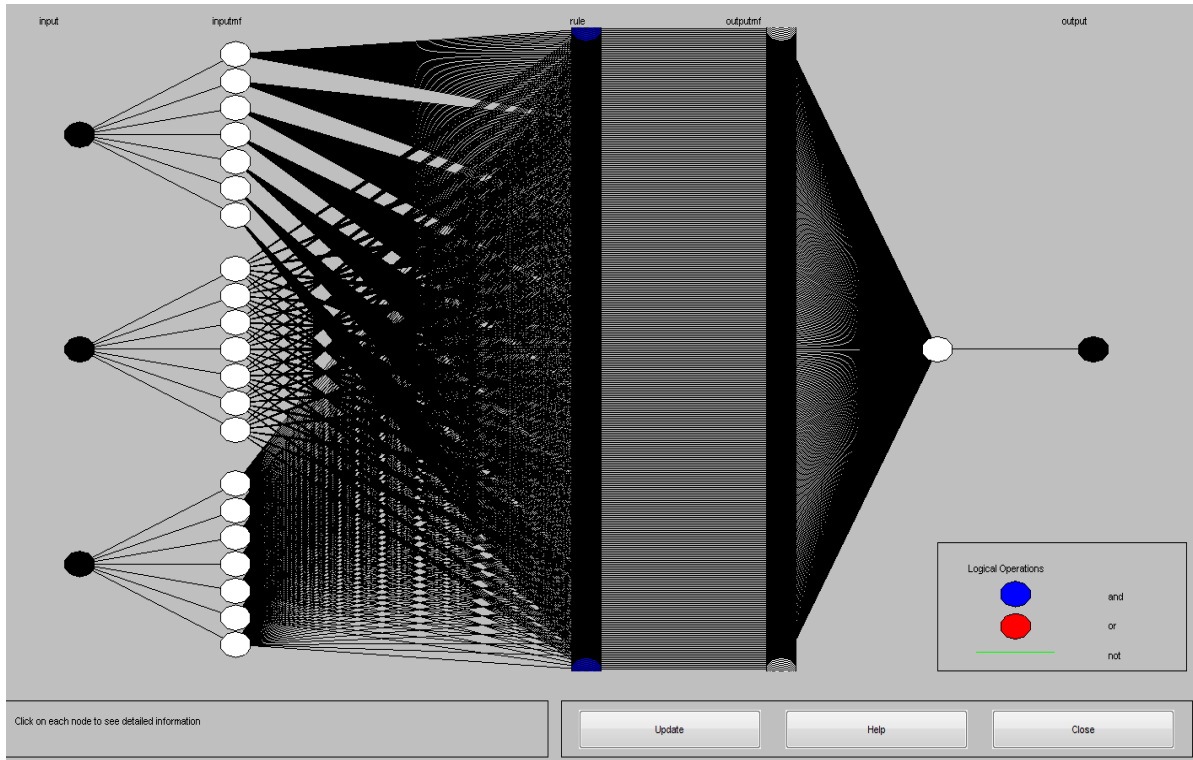 input
inputmf
rule
outputmf
output
Logical Operations
and
or
not
Click on each node to see detailed information
Update
Help
Close